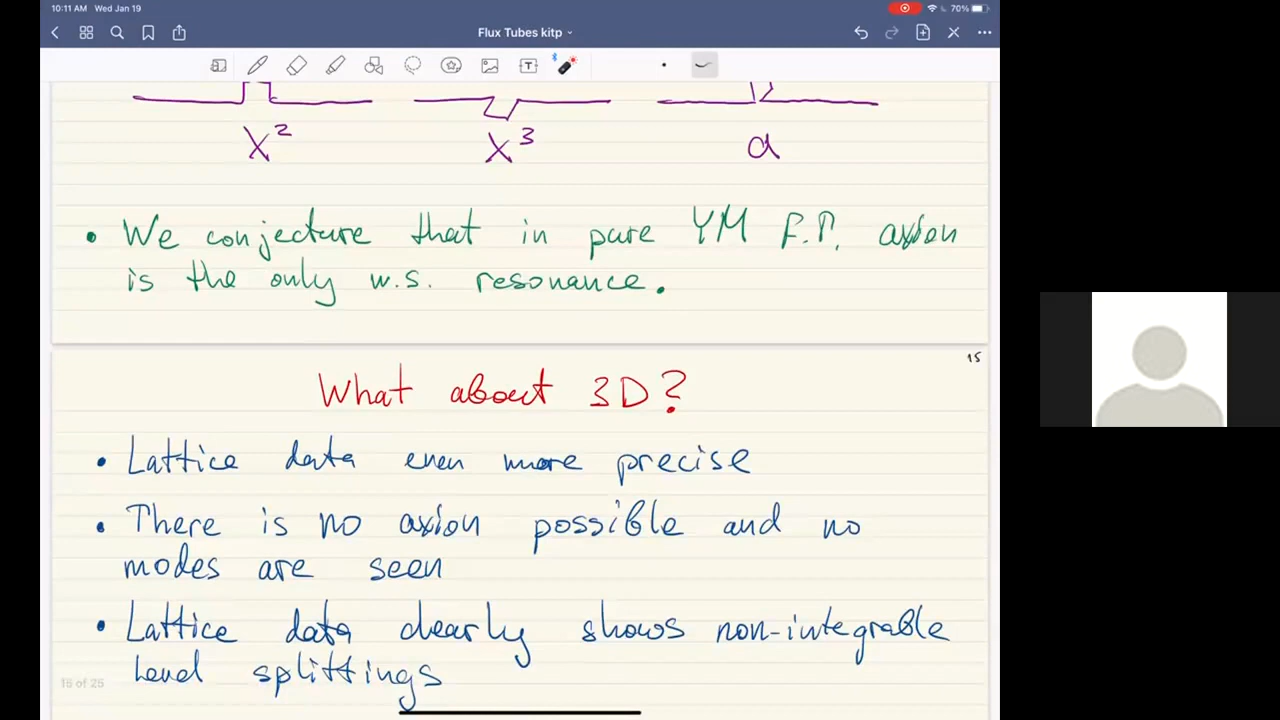 10:11 AM Wed Jan 19
70%
Flux Tubes kitp
X² X³ a
• We conjecture that in pure YM F.T. axion
is the only w.s. resonance.
15
What about 3D?
• Lattice data even more precise
• There is no axion possible and no
modes are seen
• Lattice data clearly shows non-integrable
level splittings
15 of 25